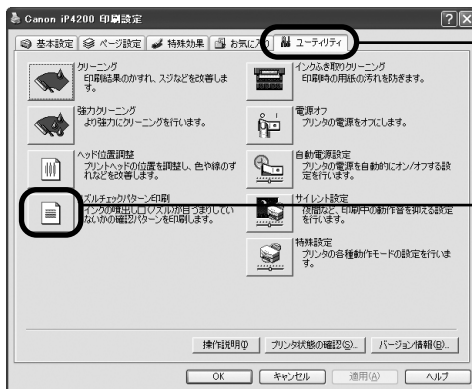 Canon iP4200 印刷設定
基本設定 ページ設定 特殊効果 お気に入り ユーティリティ
クリーニング
印刷結果のかすれ、スジなどを改善しま
す。
インクふき取りクリーニング
印刷時の用紙の汚れを防ぎます。
強力クリーニング
より強力にクリーニングを行います。
電源オフ
プリンタの電源をオフにします。
ヘッド位置調整
プリントヘッドの位置を調整し、色や線のず
れなどを改善します。
自動電源設定
プリンタの電源を自動的にオン/オフする設
定を行います。
ノズルチェックパターン印刷
インクの噴出し口(ノズル)が目づまりしてい
ないかの確認パターンを印刷します。
サイレント設定
夜間など、印刷中の動作音を抑える設定
を行います。
特殊設定
プリンタの各種動作モードの設定を行いま
す。
操作説明(I) プリンタ状態の確認(S)... バージョン情報(B)...
OK キャンセル 適用(A) ヘルプ